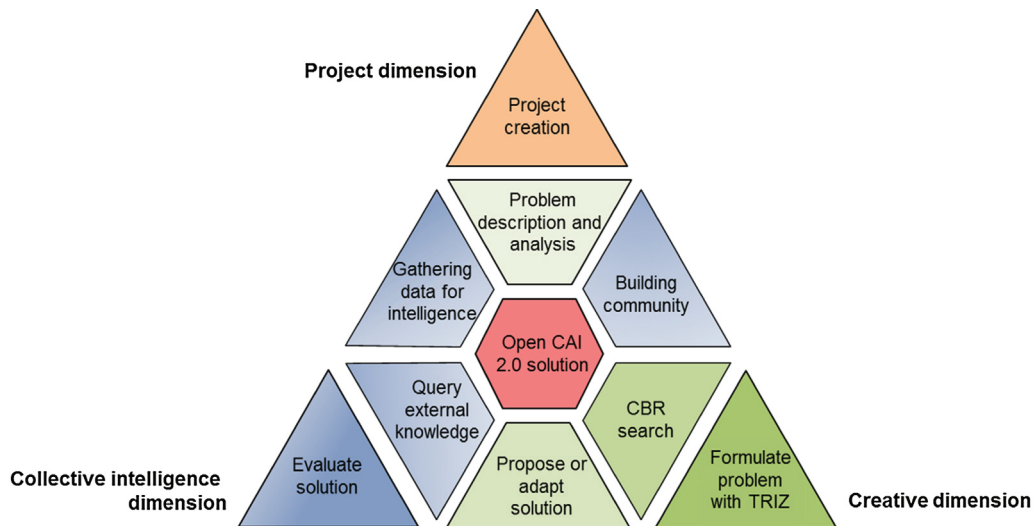 Project dimension
Project
creation
Problem
description and
analysis
Gathering
data for
intelligence
Building
community
Open CAI
2.0 solution
Query
external
knowledge
CBR
search
Evaluate
solution
Propose or
adapt
solution
Formulate
problem
with TRIZ
Collective intelligence
dimension
Creative dimension